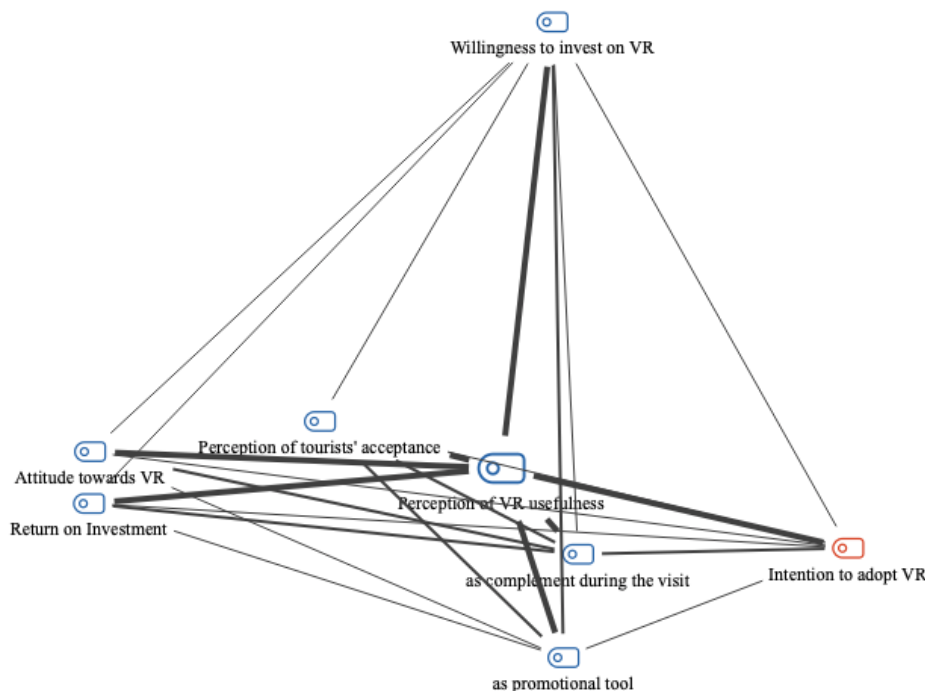 Willingness to invest on VR
Perception of tourists' acceptance
Attitude towards VR
Perception of VR usefulness
Return on Investment
as complement during the visit
Intention to adopt VR
as promotional tool